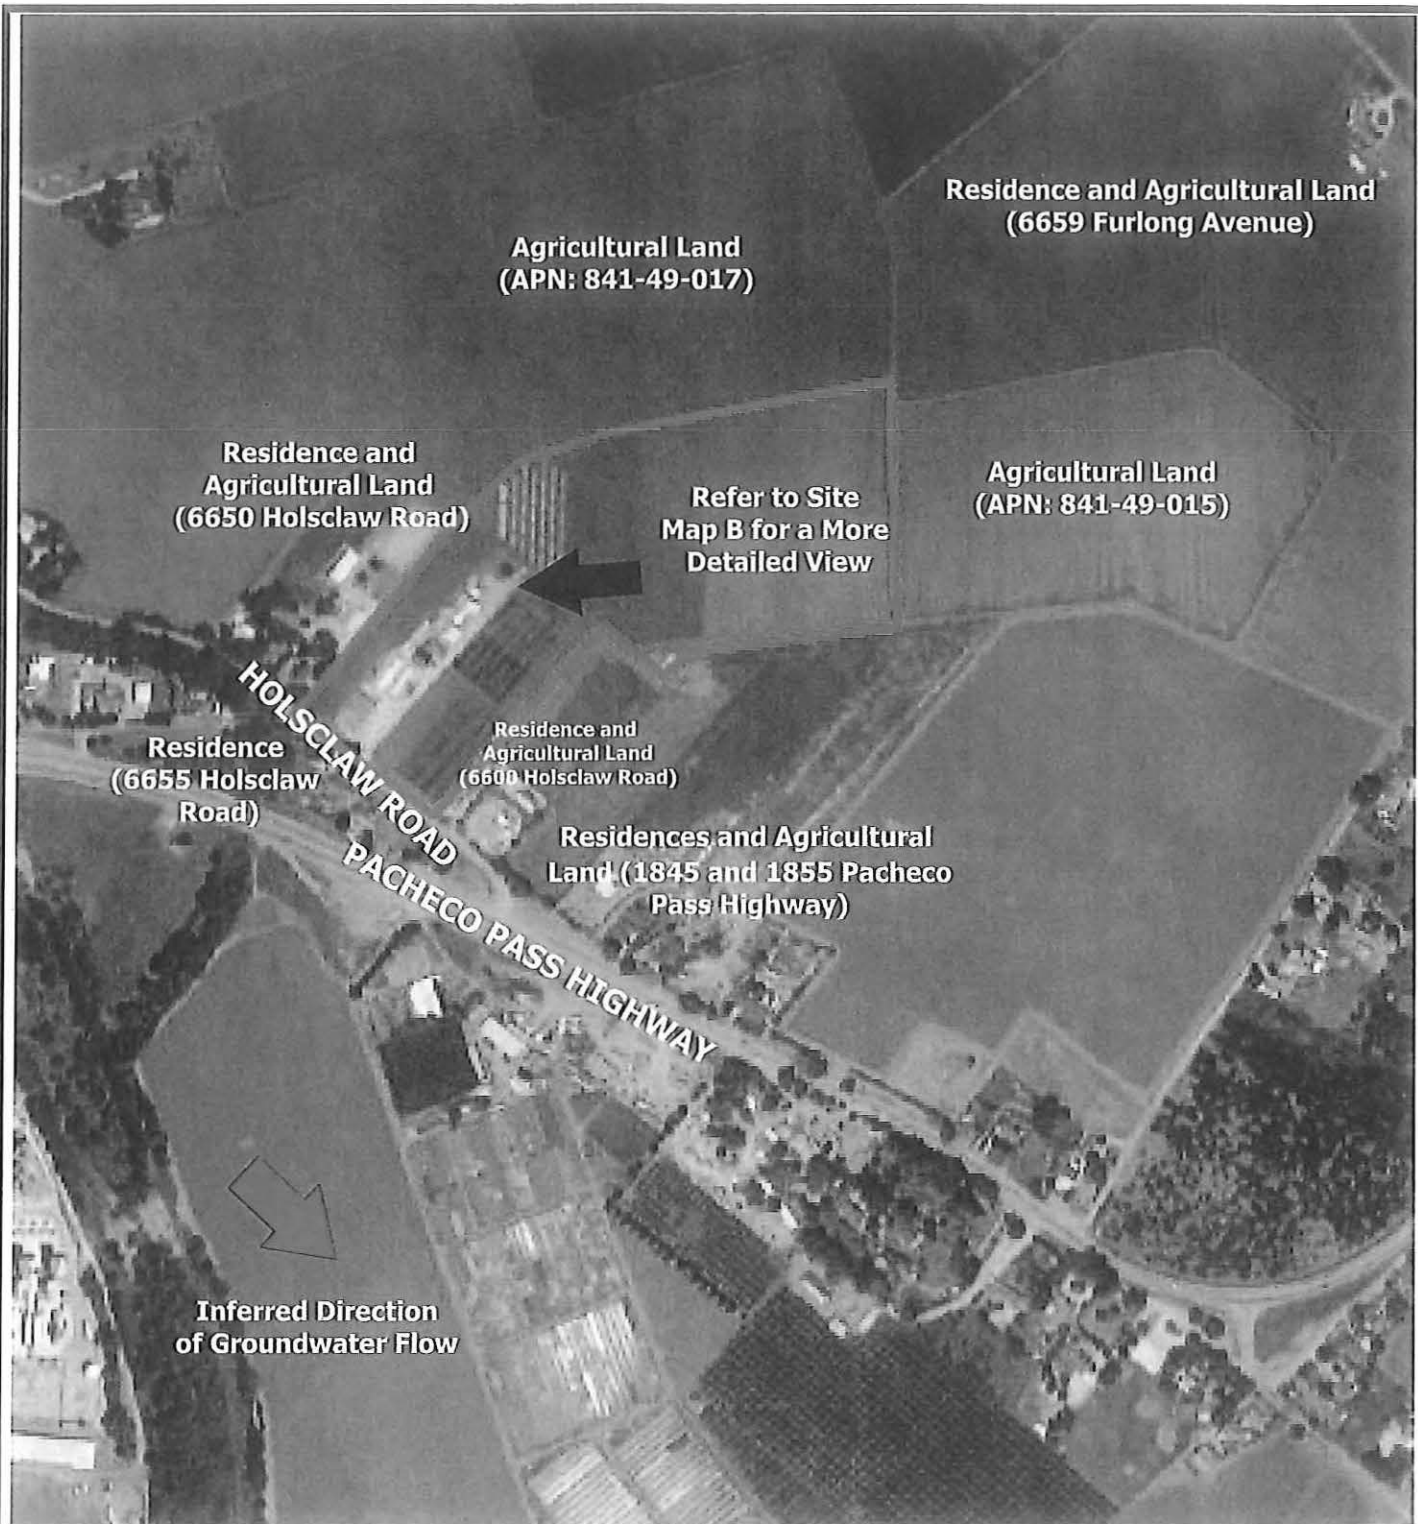 Residence and Agricultural Land
(6659 Furlong Avenue)
Agricultural Land
(APN: 841-49-017)
Residence and
Agricultural Land
(6650 Holsclaw Road)
Refer to Site
Map B for a More
Detailed View
Agricultural Land
(APN: 841-49-015)
HOLSCLAW ROAD
Residence
(6655 Holsclaw
Road)
Residence and
Agricultural Land
(6600 Holsclaw Road)
Residences and Agricultural
Land (1845 and 1855 Pacheco
Pass Highway)
PACHECO PASS HIGHWAY
Inferred Direction
of Groundwater Flow